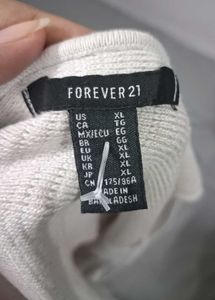 FOREVER 21
US XL
CA TG
MX/ECU EG
BR GG
EU XL
UK XL
KR XL
JP XL
CN 175/96A
MADE IN
BANGLADESH